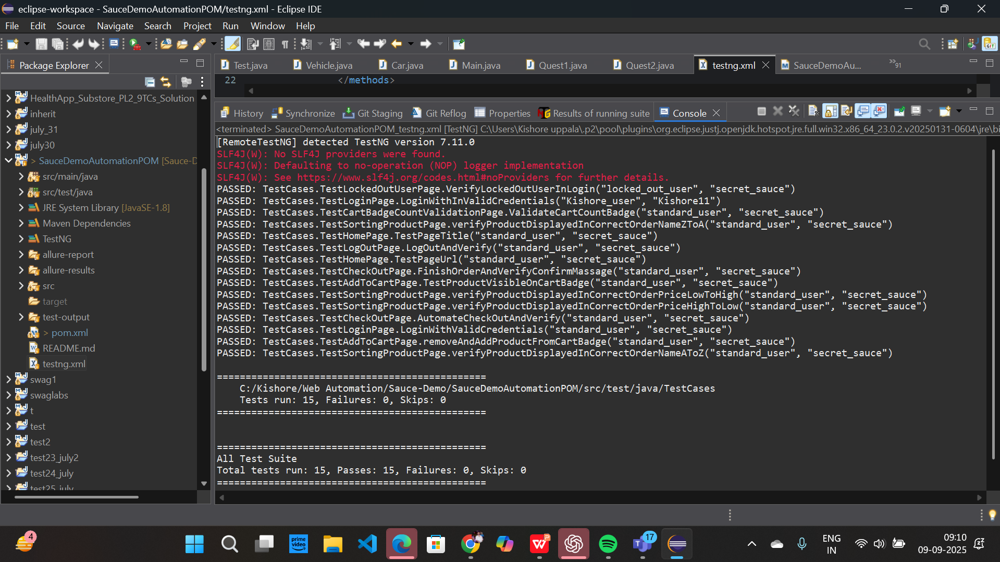 eclipse-workspace - SauceDemoAutomationPOM/testng.xml - Eclipse IDE
File Edit Source Navigate Search Project Run Window Help
Package Explorer
HealthApp_Substore_PL2_9TCs_Solution
inherit
july_31
july30
> SauceDemoAutomationPOM [Sauce-D
src/main/java
src/test/java
JRE System Library [JavaSE-1.8]
Maven Dependencies
TestNG
allure-report
allure-results
src
target
test-output
> pom.xml
README.md
testng.xml
swag1
swaglabs
t
test
test2
test23_july2
test24_july
test25_july
Test.java Vehicle.java Car.java Main.java Quest1.java Quest2.java testng.xml SauceDemoAu... »91
22 </methods>
History Synchronize Git Staging Git Reflog Properties Results of running suite Console
<terminated> SauceDemoAutomationPOM_testng.xml [TestNG] C:\Users\Kishore uppala\.p2\pool\plugins\org.eclipse.justj.openjdk.hotspot.jre.full.win32.x86_64_23.0.2.v20250131-0604\jre\bi
[RemoteTestNG] detected TestNG version 7.11.0
SLF4J(W): No SLF4J providers were found.
SLF4J(W): Defaulting to no-operation (NOP) logger implementation
SLF4J(W): See https://www.slf4j.org/codes.html#noProviders for further details.
PASSED: TestCases.TestLockedOutUserPage.VerifyLockedOutUserInLogin("locked_out_user", "secret_sauce")
PASSED: TestCases.TestLoginPage.LoginWithInValidCredentials("Kishore_user", "Kishore11")
PASSED: TestCases.TestCartBadgeCountValidationPage.ValidateCartCountBadge("standard_user", "secret_sauce")
PASSED: TestCases.TestSortingProductPage.verifyProductDisplayedInCorrectOrderNameZToA("standard_user", "secret_sauce")
PASSED: TestCases.TestHomePage.TestPageTitle("standard_user", "secret_sauce")
PASSED: TestCases.TestLogOutPage.LogOutAndVerify("standard_user", "secret_sauce")
PASSED: TestCases.TestHomePage.TestPageUrl("standard_user", "secret_sauce")
PASSED: TestCases.TestCheckOutPage.FinishOrderAndVerifyConfirmMassage("standard_user", "secret_sauce")
PASSED: TestCases.TestAddToCartPage.TestProductVisibleOnCartBadge("standard_user", "secret_sauce")
PASSED: TestCases.TestSortingProductPage.verifyProductDisplayedInCorrectOrderPriceLowToHigh("standard_user", "secret_sauce")
PASSED: TestCases.TestSortingProductPage.verifyProductDisplayedInCorrectOrderPriceHighToLow("standard_user", "secret_sauce")
PASSED: TestCases.TestCheckOutPage.AutomateCheckOutAndVerify("standard_user", "secret_sauce")
PASSED: TestCases.TestLoginPage.LoginWithValidCredentials("standard_user", "secret_sauce")
PASSED: TestCases.TestAddToCartPage.removeAndAddProductFromCartBadge("standard_user", "secret_sauce")
PASSED: TestCases.TestSortingProductPage.verifyProductDisplayedInCorrectOrderNameAToZ("standard_user", "secret_sauce")
===============================================
C:/Kishore/Web Automation/Sauce-Demo/SauceDemoAutomationPOM/src/test/java/TestCases
Tests run: 15, Failures: 0, Skips: 0
===============================================
===============================================
All Test Suite
Total tests run: 15, Passes: 15, Failures: 0, Skips: 0
===============================================
4
prime video
17
ENG IN
09:10
09-09-2025